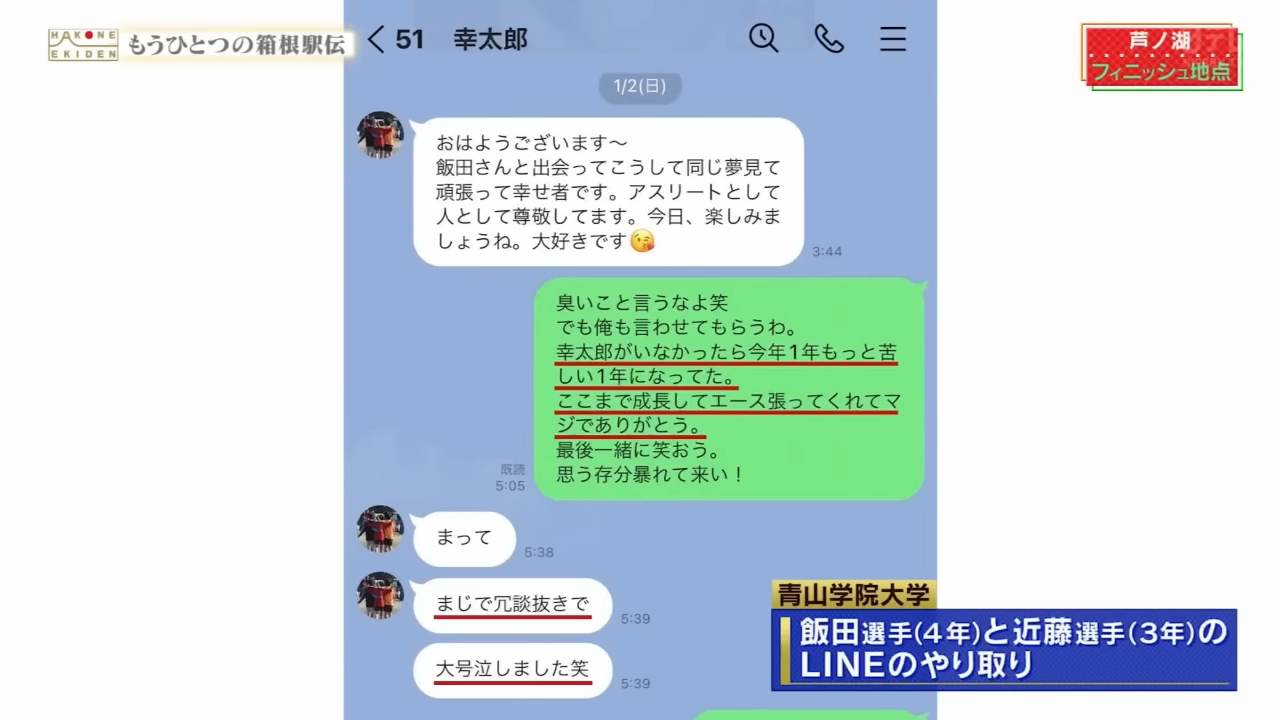 HAKONE
EKIDEN
もうひとつの箱根駅伝
51 幸太郎
芦ノ湖
フィニッシュ地点
1/2(日)
おはようございます〜
飯田さんと出会ってこうして同じ夢見て
頑張って幸せ者です。アスリートとして
人として尊敬してます。今日、楽しみま
しょうね。大好きです😘
3:44
臭いこと言うなよ笑
でも俺も言わせてもらうわ。
幸太郎がいなかったら今年1年もっと苦
しい1年になってた。
ここまで成長してエース張ってくれてマ
ジでありがとう。
最後一緒に笑おう。
思う存分暴れて来い！
既読
5:05
まって
5:38
まじで冗談抜きで
5:39
大号泣しました笑
5:39
青山学院大学
飯田選手(4年)と近藤選手(3年)の
LINEのやり取り